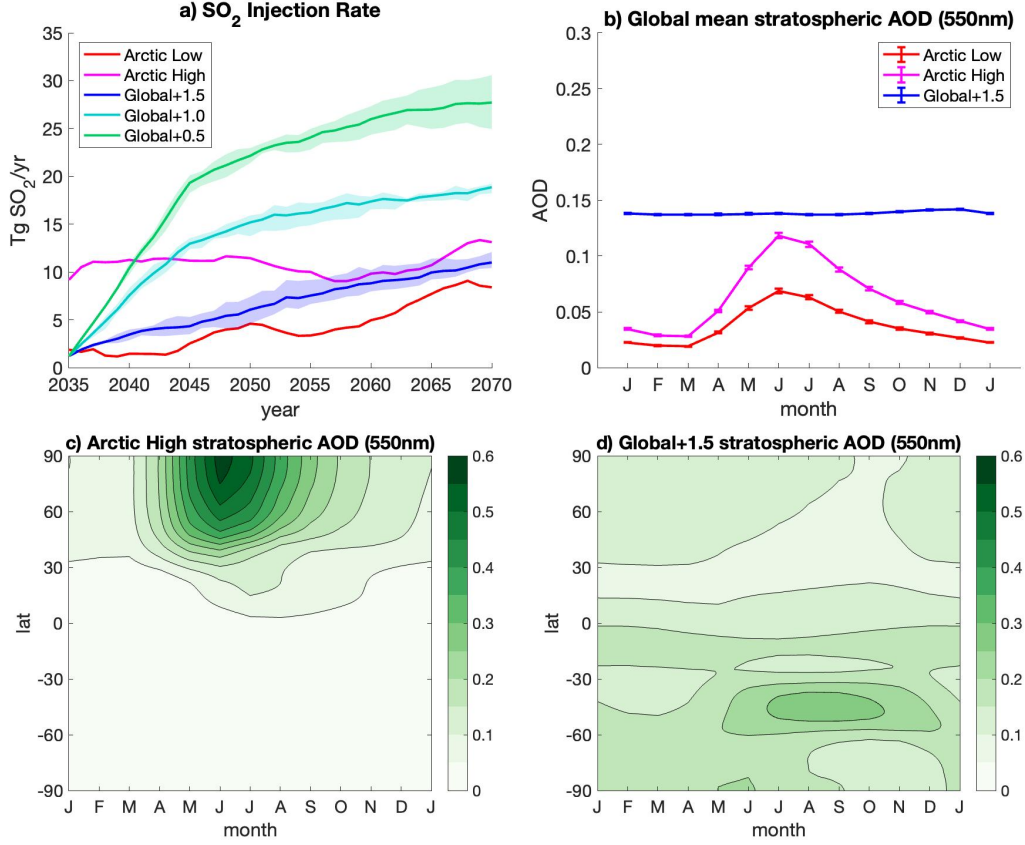 a) SO2 Injection Rate
35
30
25
20
15
10
5
0
Tg SO2/yr
Arctic Low
Arctic High
Global+1.5
Global+1.0
Global+0.5
2035 2040 2045 2050 2055 2060 2065 2070
year
b) Global mean stratospheric AOD (550nm)
0.3
0.25
0.2
0.15
0.1
0.05
0
AOD
Arctic Low
Arctic High
Global+1.5
J F M A M J J A S O N D J
month
c) Arctic High stratospheric AOD (550nm)
90
60
30
0
-30
-60
-90
lat
J F M A M J J A S O N D J
month
0.6
0.5
0.4
0.3
0.2
0.1
0
d) Global+1.5 stratospheric AOD (550nm)
90
60
30
0
-30
-60
-90
lat
J F M A M J J A S O N D J
month
0.6
0.5
0.4
0.3
0.2
0.1
0